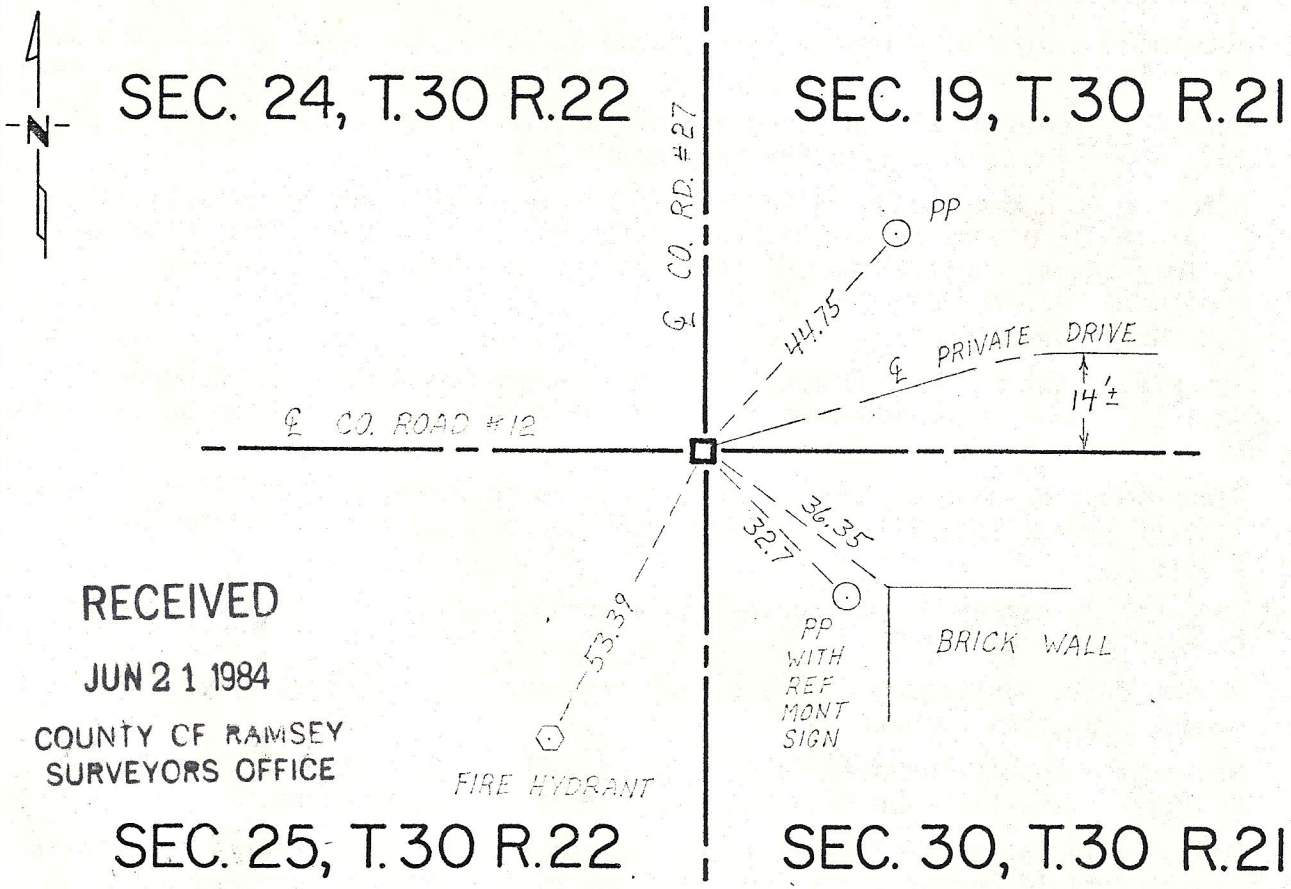 SEC. 24, T.30 R.22
SEC. 19, T.30 R.21
N
℄ CO. RD. #27
PP
44.75
℄ PRIVATE DRIVE
14'±
℄ CO. ROAD #12
36.35
32.7
53.39
PP
WITH
REF
MONT
SIGN
BRICK WALL
RECEIVED
JUN 21 1984
COUNTY OF RAMSEY
SURVEYORS OFFICE
FIRE HYDRANT
SEC. 25, T.30 R.22
SEC. 30, T.30 R.21